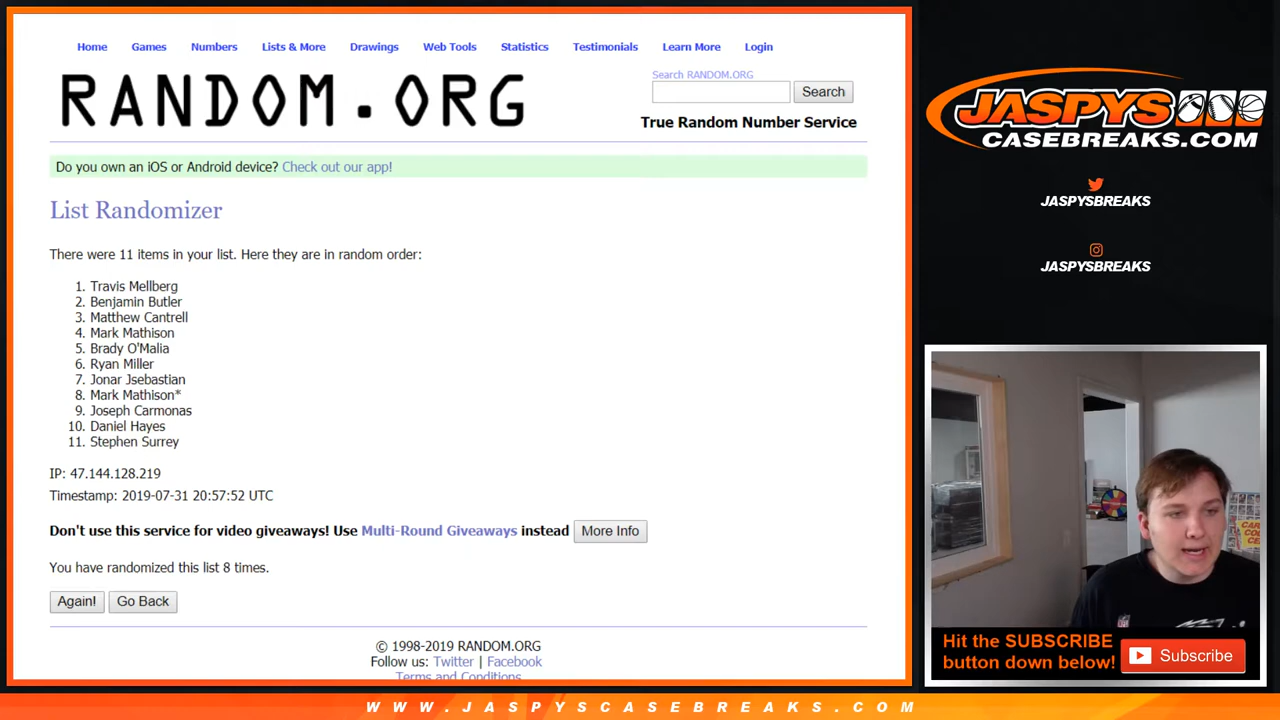 Home Games Numbers Lists & More Drawings Web Tools Statistics Testimonials Learn More Login
RANDOM.ORG
Search RANDOM.ORG
Search
True Random Number Service
Do you own an iOS or Android device? Check out our app!
List Randomizer
There were 11 items in your list. Here they are in random order:
1. Travis Mellberg
2. Benjamin Butler
3. Matthew Cantrell
4. Mark Mathison
5. Brady O'Malia
6. Ryan Miller
7. Jonar Jsebastian
8. Mark Mathison*
9. Joseph Carmonas
10. Daniel Hayes
11. Stephen Surrey
IP: 47.144.128.219
Timestamp: 2019-07-31 20:57:52 UTC
Don't use this service for video giveaways! Use Multi-Round Giveaways instead More Info
You have randomized this list 8 times.
Again! Go Back
© 1998-2019 RANDOM.ORG
Follow us: Twitter | Facebook
Terms and Conditions
JASPYS
CASEBREAKS.COM
JASPYSBREAKS
JASPYSBREAKS
NFL
Hit the SUBSCRIBE
button down below!
Subscribe
WWW.JASPYSCASEBREAKS.COM